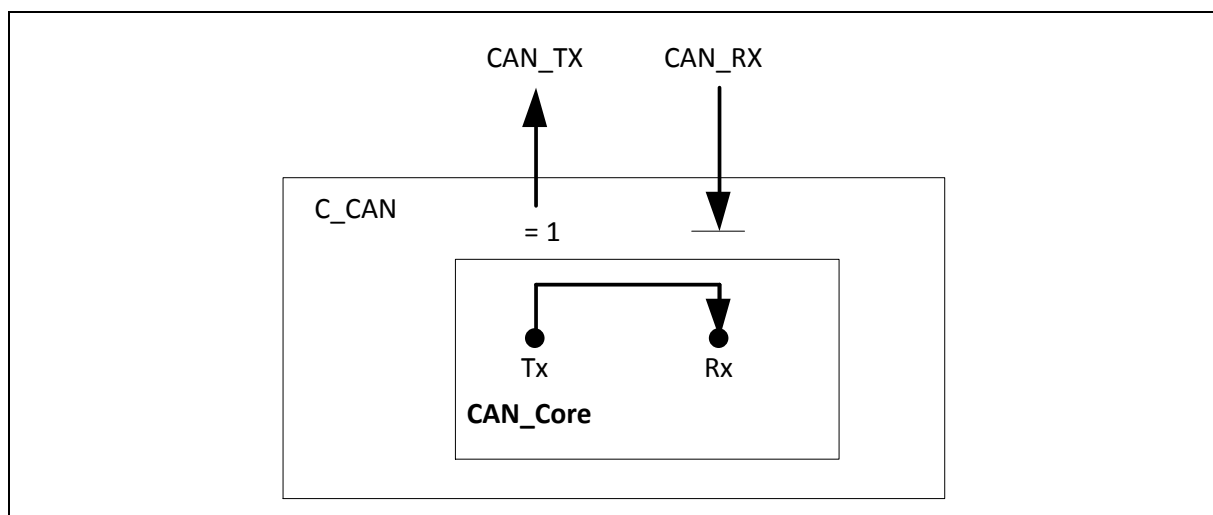 CAN_TX CAN_RX
C_CAN
= 1
Tx Rx
CAN_Core